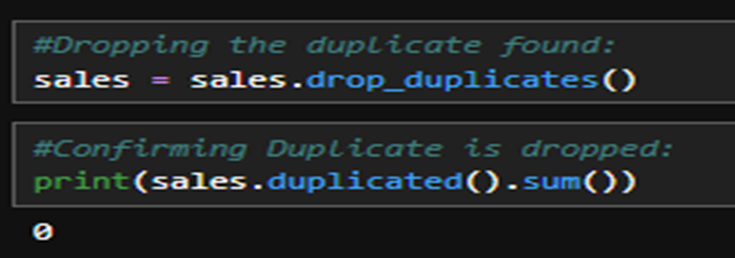 #Dropping the duplicate found:
sales = sales.drop_duplicates()
#Confirming Duplicate is dropped:
print(sales.duplicated().sum())
0